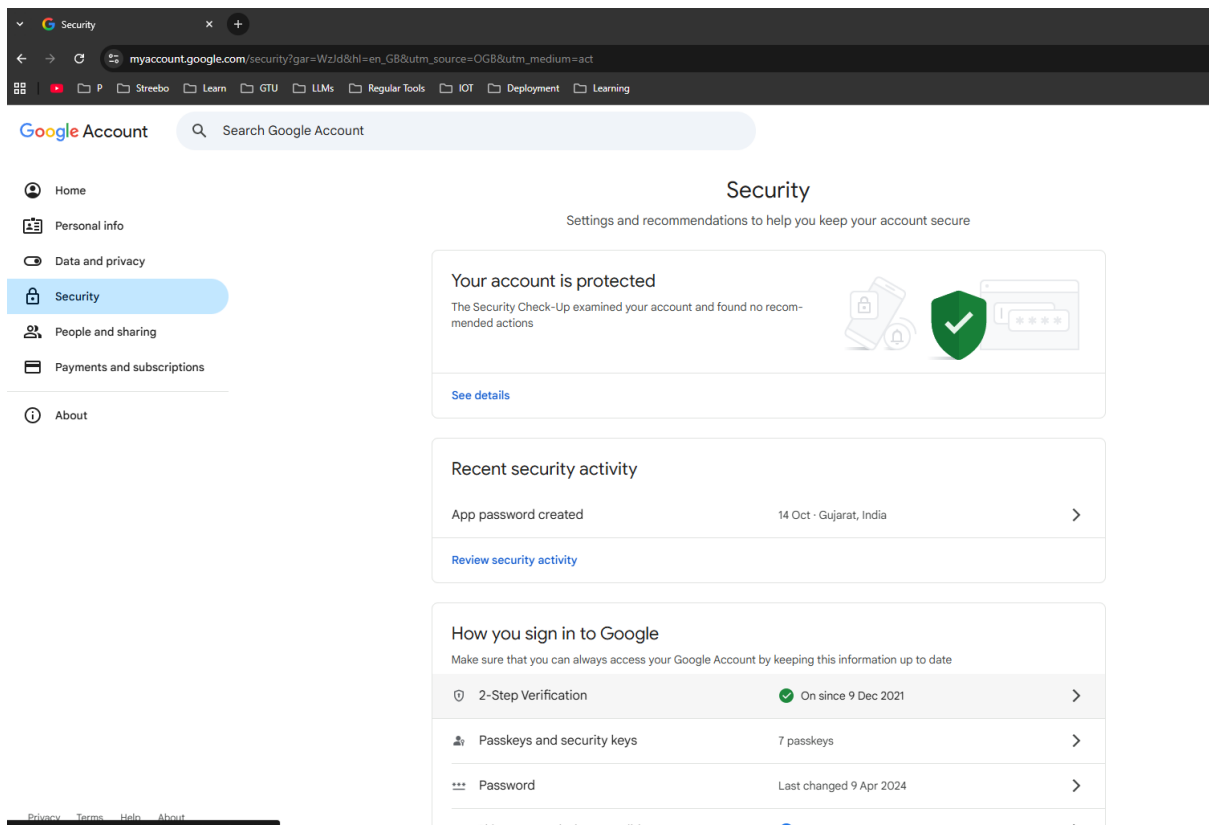 Security
myaccount.google.com/security?gar=WzJd&hl=en_GB&utm_source=OGB&utm_medium=act
P Streebo Learn GTU LLMs Regular Tools IOT Deployment Learning
Google Account
Search Google Account
Home
Personal info
Data and privacy
Security
People and sharing
Payments and subscriptions
About
Security
Settings and recommendations to help you keep your account secure
Your account is protected
The Security Check-Up examined your account and found no recom-
mended actions
See details
Recent security activity
App password created 14 Oct · Gujarat, India
Review security activity
How you sign in to Google
Make sure that you can always access your Google Account by keeping this information up to date
2-Step Verification On since 9 Dec 2021
Passkeys and security keys 7 passkeys
Password Last changed 9 Apr 2024
Privacy Terms Help About